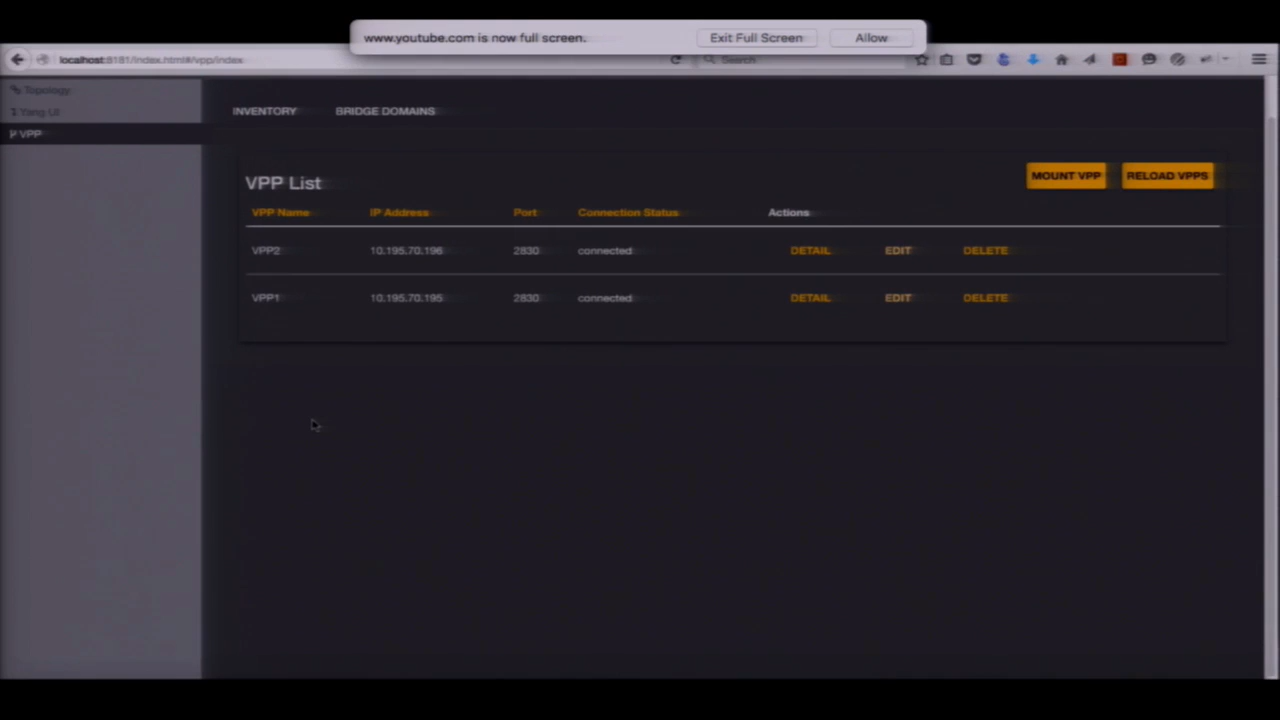 www.youtube.com is now full screen. Exit Full Screen Allow
localhost:8181/index.html#/vpp/index Search
Topology
Yang UI
VPP
INVENTORY BRIDGE DOMAINS
VPP List
MOUNT VPP RELOAD VPPS
VPP Name IP Address Port Connection Status Actions
VPP2 10.195.70.196 2830 connected DETAIL EDIT DELETE
VPP1 10.195.70.195 2830 connected DETAIL EDIT DELETE